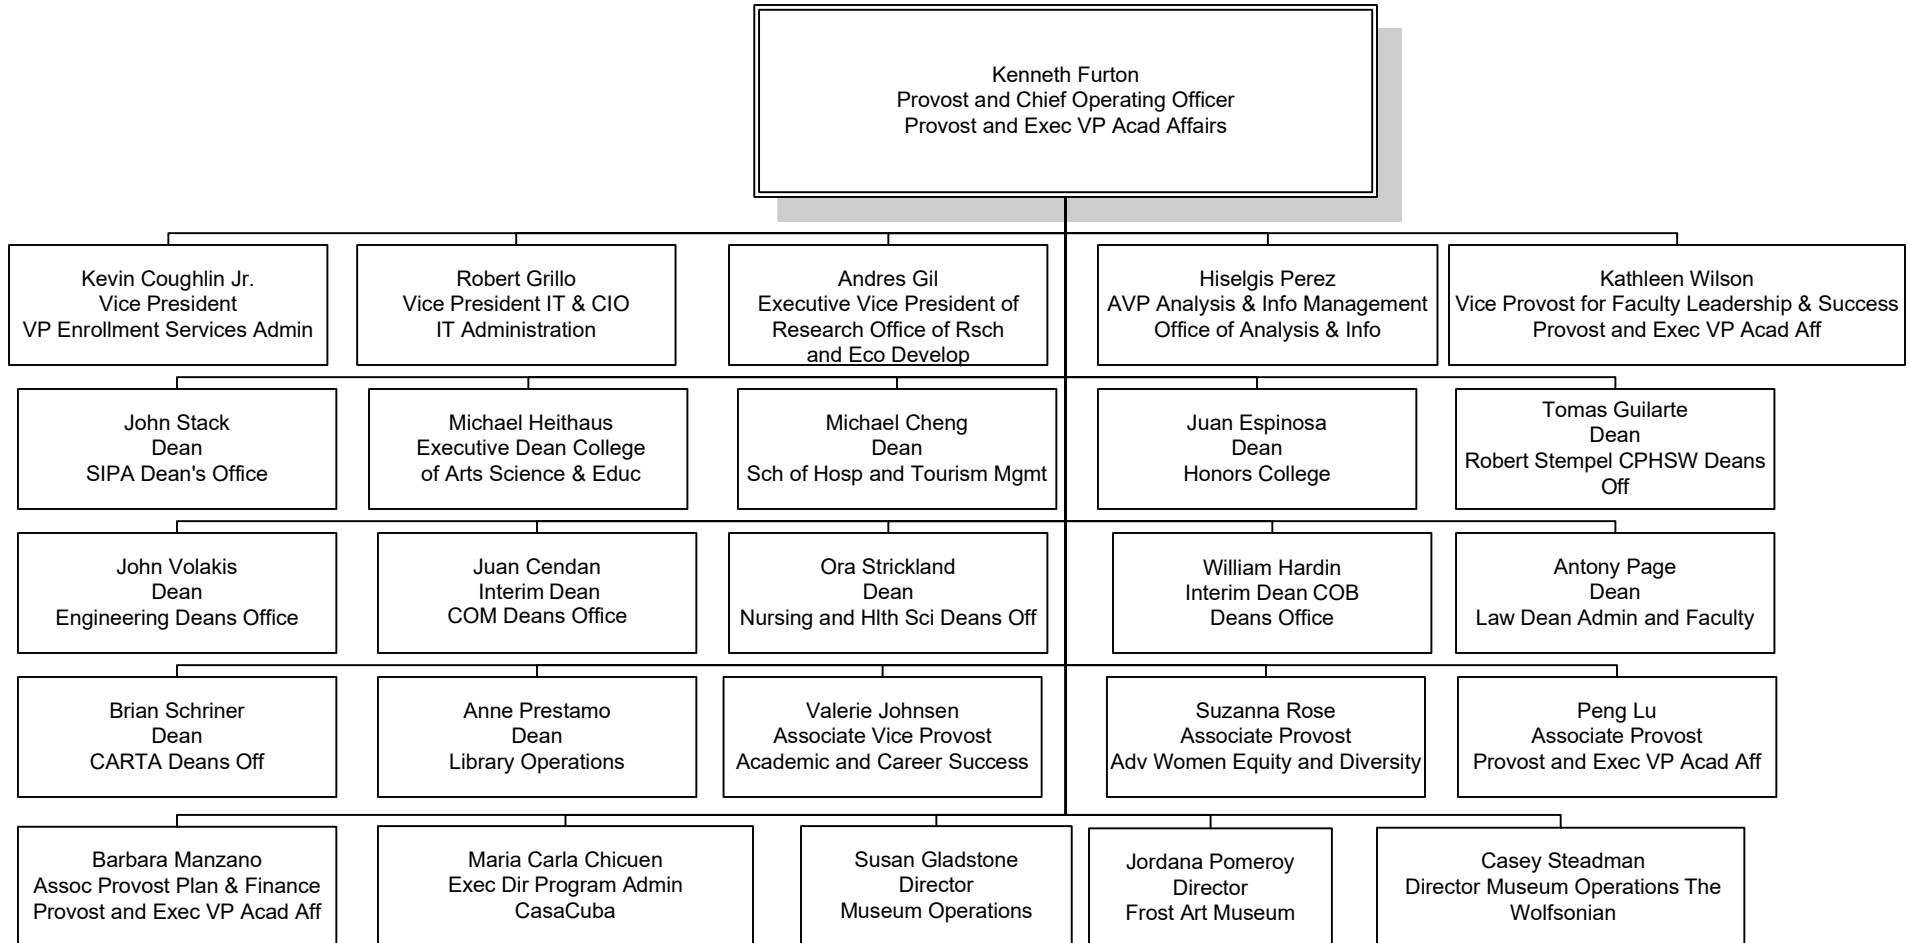 Kenneth Furton
Provost and Chief Operating Officer
Provost and Exec VP Acad Affairs
Kevin Coughlin Jr.
Vice President
VP Enrollment Services Admin
Robert Grillo
Vice President IT & CIO
IT Administration
Andres Gil
Executive Vice President of
Research Office of Rsch
and Eco Develop
Hiselgis Perez
AVP Analysis & Info Management
Office of Analysis & Info
Kathleen Wilson
Vice Provost for Faculty Leadership & Success
Provost and Exec VP Acad Aff
John Stack
Dean
SIPA Dean's Office
Michael Heithaus
Executive Dean College
of Arts Science & Educ
Michael Cheng
Dean
Sch of Hosp and Tourism Mgmt
Juan Espinosa
Dean
Honors College
Tomas Guilarte
Dean
Robert Stempel CPHSW Deans
Off
John Volakis
Dean
Engineering Deans Office
Juan Cendan
Interim Dean
COM Deans Office
Ora Strickland
Dean
Nursing and Hlth Sci Deans Off
William Hardin
Interim Dean COB
Deans Office
Antony Page
Dean
Law Dean Admin and Faculty
Brian Schriner
Dean
CARTA Deans Off
Anne Prestamo
Dean
Library Operations
Valerie Johnsen
Associate Vice Provost
Academic and Career Success
Suzanna Rose
Associate Provost
Adv Women Equity and Diversity
Peng Lu
Associate Provost
Provost and Exec VP Acad Aff
Barbara Manzano
Assoc Provost Plan & Finance
Provost and Exec VP Acad Aff
Maria Carla Chicuen
Exec Dir Program Admin
CasaCuba
Susan Gladstone
Director
Museum Operations
Jordana Pomeroy
Director
Frost Art Museum
Casey Steadman
Director Museum Operations The
Wolfsonian